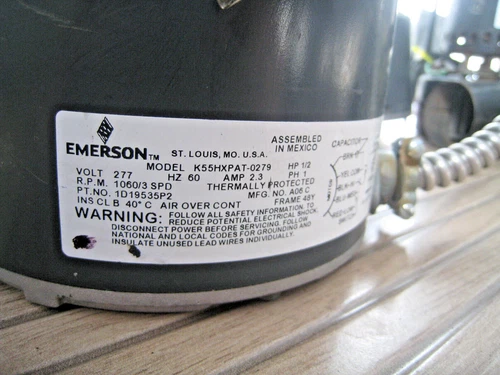 EMERSON TM
ST. LOUIS, MO. U.S.A.
ASSEMBLED
IN MEXICO
MODEL K55HXPAT-0279 HP 1/2
VOLT 277 HZ 60 AMP 2.3 PH 1
R.P.M. 1060/3 SPD THERMALLY PROTECTED
PT.NO. 1D19535P2 MFG. NO. A06 C
INS CL B 40° C AIR OVER CONT FRAME 48Y
WARNING: FOLLOW ALL SAFETY INFORMATION. TO
REDUCE POTENTIAL ELECTRICAL SHOCK,
DISCONNECT POWER BEFORE SERVICING. FOLLOW
NATIONAL AND LOCAL CODES FOR GROUNDING AND
INSULATE UNUSED LEAD WIRES INDIVIDUALLY.
CAPACITOR